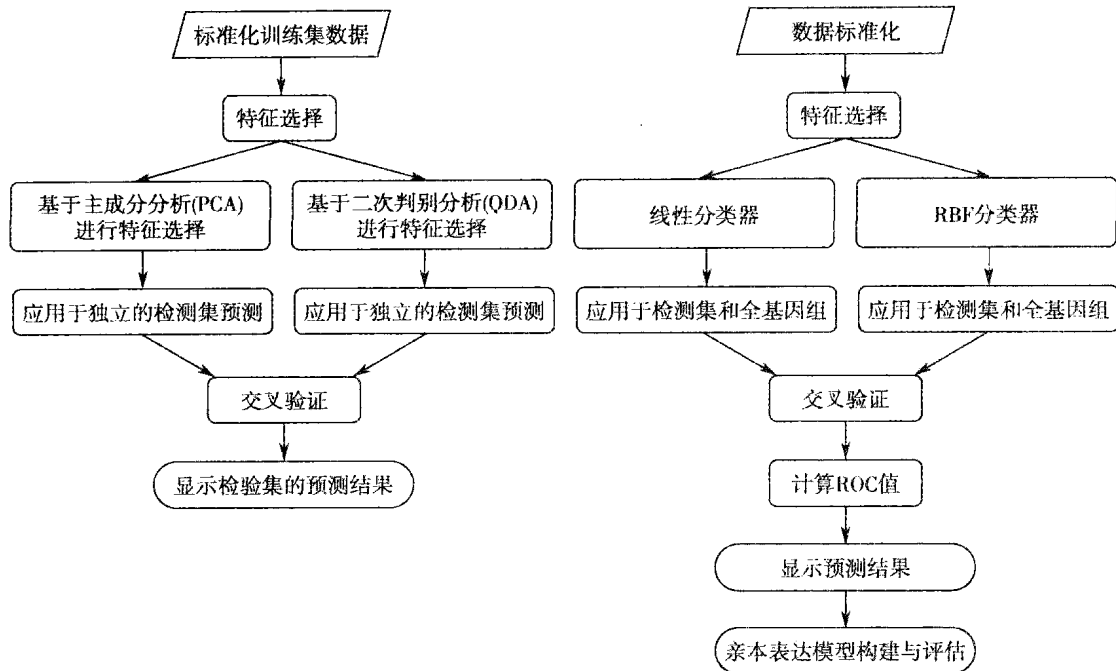 标准化训练集数据
特征选择
基于主成分分析(PCA)
进行特征选择
基于二次判别分析(QDA)
进行特征选择
应用于独立的检测集预测
应用于独立的检测集预测
交叉验证
显示检验集的预测结果
数据标准化
特征选择
线性分类器
RBF分类器
应用于检测集和全基因组
应用于检测集和全基因组
交叉验证
计算ROC值
显示预测结果
亲本表达模型构建与评估